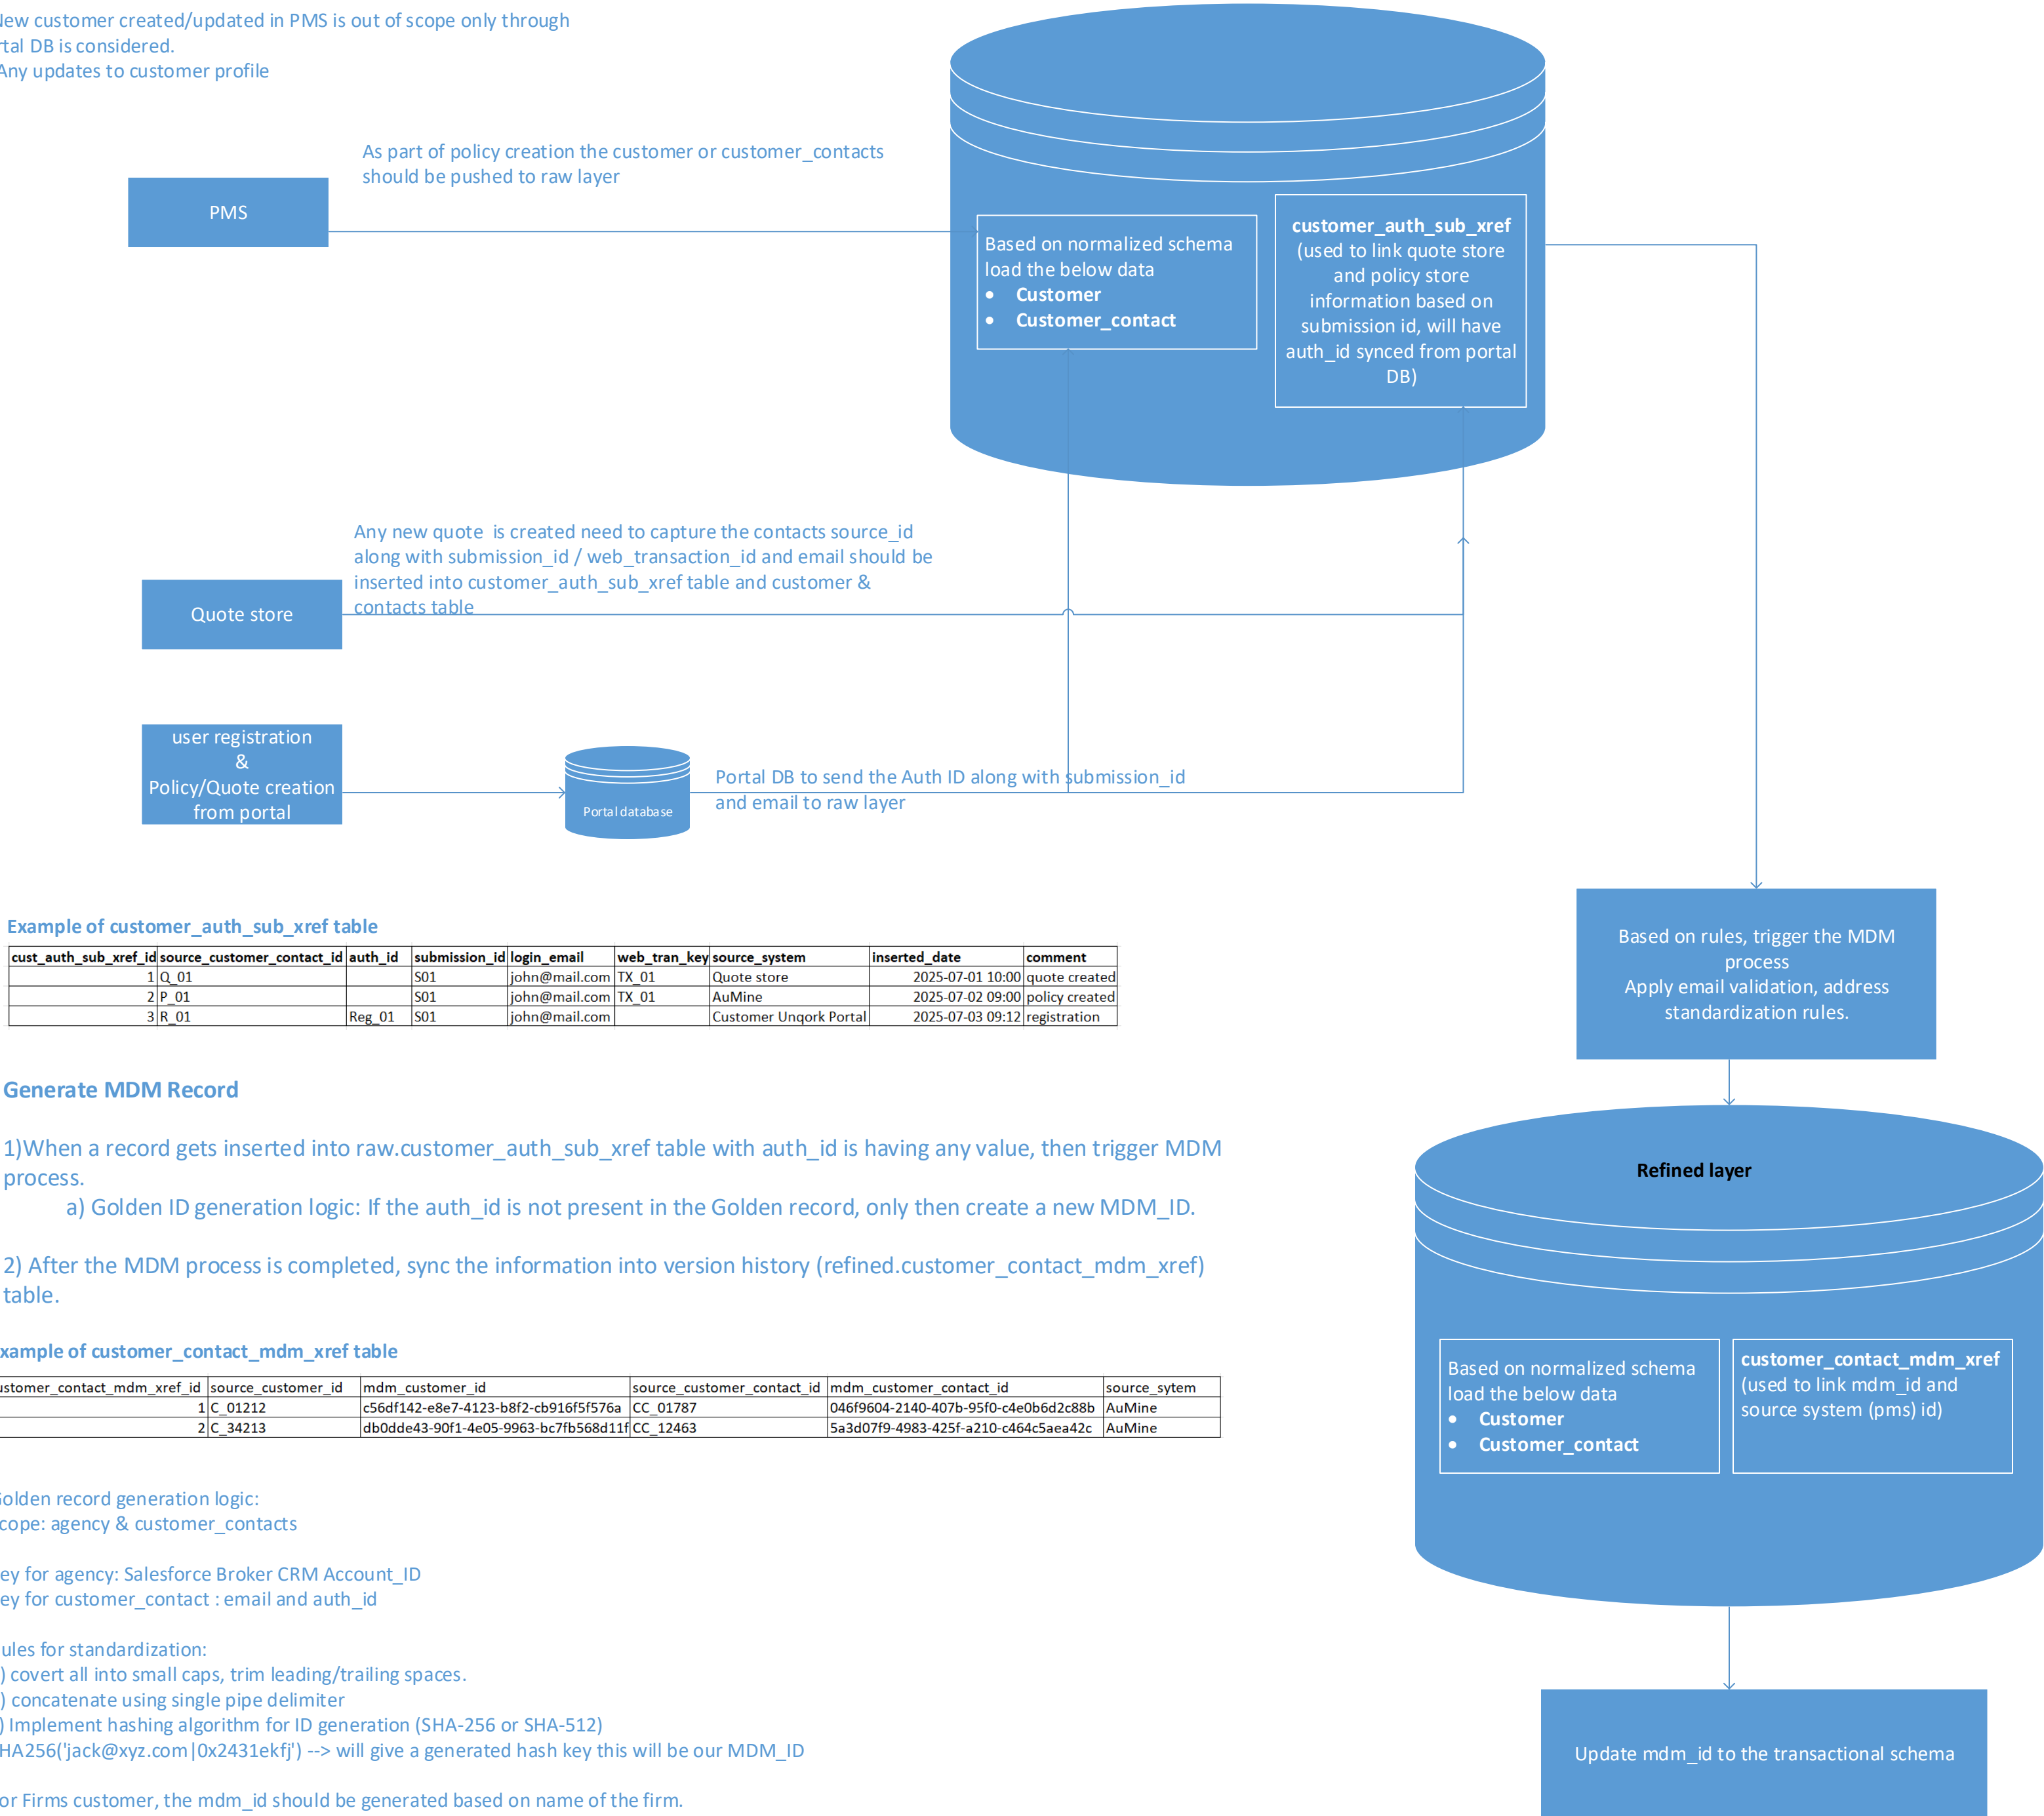 New customer created/updated in PMS is out of scope only through
rtal DB is considered.
Any updates to customer profile
As part of policy creation the customer or customer_contacts
should be pushed to raw layer
PMS
Based on normalized schema
load the below data
• Customer
• Customer_contact
customer_auth_sub_xref
(used to link quote store
and policy store
information based on
submission id, will have
auth_id synced from portal
DB)
Any new quote  is created need to capture the contacts source_id
along with submission_id / web_transaction_id and email should be
inserted into customer_auth_sub_xref table and customer &
contacts table
Quote store
user registration
&
Policy/Quote creation
from portal
Portal database
Portal DB to send the Auth ID along with submission_id
and email to raw layer
Example of customer_auth_sub_xref table
cust_auth_sub_xref_id source_customer_contact_id auth_id submission_id login_email web_tran_key source_system inserted_date comment
1 Q_01 S01 john@mail.com TX_01 Quote store 2025-07-01 10:00 quote created
2 P_01 S01 john@mail.com TX_01 AuMine 2025-07-02 09:00 policy created
3 R_01 Reg_01 S01 john@mail.com Customer Unqork Portal 2025-07-03 09:12 registration
Based on rules, trigger the MDM
process
Apply email validation, address
standardization rules.
Generate MDM Record
1)When a record gets inserted into raw.customer_auth_sub_xref table with auth_id is having any value, then trigger MDM
process.
a) Golden ID generation logic: If the auth_id is not present in the Golden record, only then create a new MDM_ID.
2) After the MDM process is completed, sync the information into version history (refined.customer_contact_mdm_xref)
table.
Refined layer
xample of customer_contact_mdm_xref table
ustomer_contact_mdm_xref_id source_customer_id mdm_customer_id source_customer_contact_id mdm_customer_contact_id source_sytem
1 C_01212 c56df142-e8e7-4123-b8f2-cb916f5f576a CC_01787 046f9604-2140-407b-95f0-c4e0b6d2c88b AuMine
2 C_34213 db0dde43-90f1-4e05-9963-bc7fb568d11f CC_12463 5a3d07f9-4983-425f-a210-c464c5aea42c AuMine
Based on normalized schema
load the below data
• Customer
• Customer_contact
customer_contact_mdm_xref
(used to link mdm_id and
source system (pms) id)
Golden record generation logic:
cope: agency & customer_contacts
ey for agency: Salesforce Broker CRM Account_ID
ey for customer_contact : email and auth_id
ules for standardization:
) covert all into small caps, trim leading/trailing spaces.
) concatenate using single pipe delimiter
) Implement hashing algorithm for ID generation (SHA-256 or SHA-512)
HA256('jack@xyz.com|0x2431ekfj') --> will give a generated hash key this will be our MDM_ID
or Firms customer, the mdm_id should be generated based on name of the firm.
Update mdm_id to the transactional schema